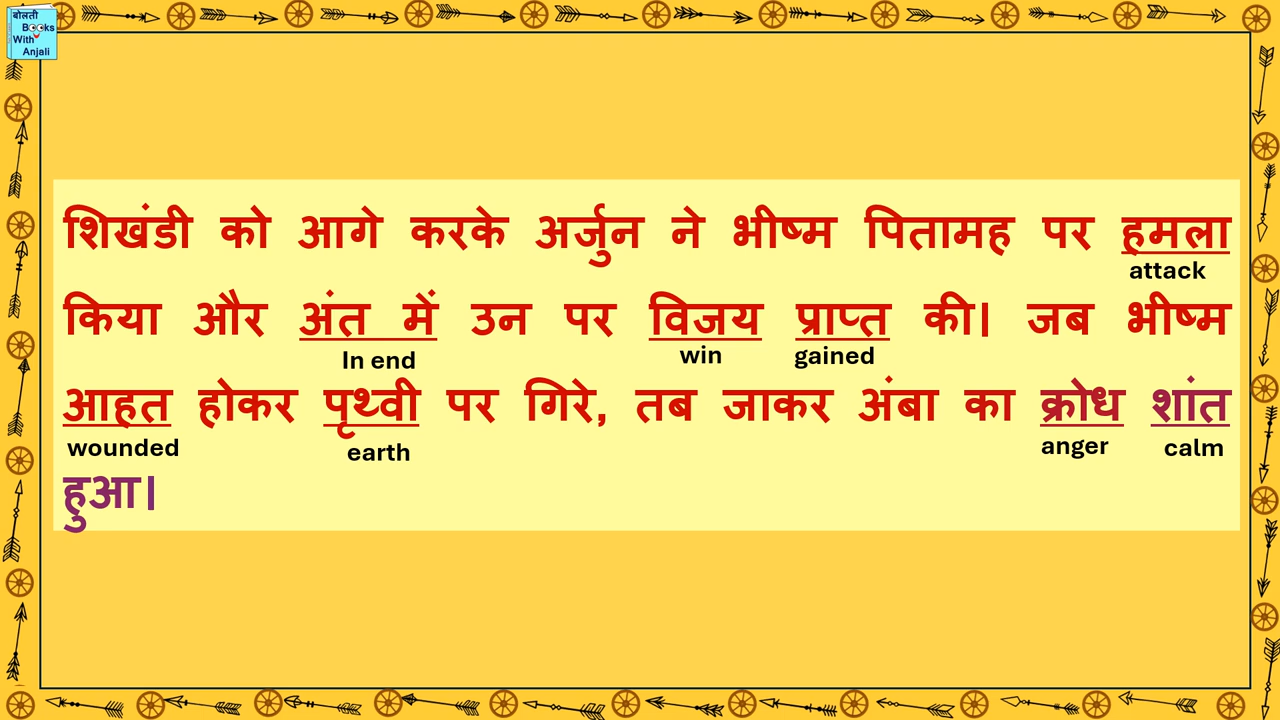 बोलती
Books
With
Anjali
शिखंडी को आगे करके अर्जुन ने भीष्म पितामह पर हमला
attack
किया और अंत में उन पर विजय प्राप्त की। जब भीष्म
In end win gained
आहत होकर पृथ्वी पर गिरे, तब जाकर अंबा का क्रोध शांत
wounded earth anger calm
हुआ।